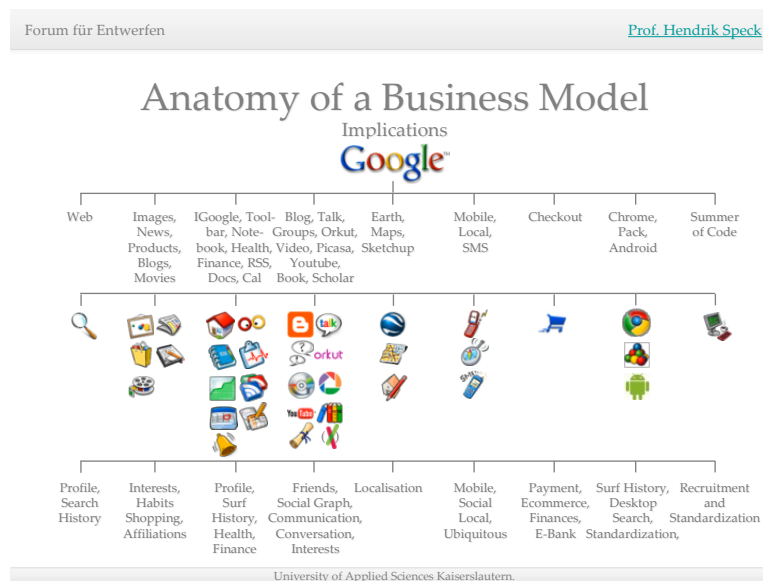 Forum für Entwerfen
Prof. Hendrik Speck
Anatomy of a Business Model
Implications
Google™
Web
Images,
News,
Products,
Blogs,
Movies
IGoogle, Tool-
bar, Note-
book, Health,
Finance, RSS,
Docs, Cal
Blog, Talk,
Groups, Orkut,
Video, Picasa,
Youtube,
Book, Scholar
Earth,
Maps,
Sketchup
Mobile,
Local,
SMS
Checkout
Chrome,
Pack,
Android
Summer
of Code
talk
orkut
You Tube
SMS
Profile,
Search
History
Interests,
Habits
Shopping,
Affiliations
Profile,
Surf
History,
Health,
Finance
Friends,
Social Graph,
Communication,
Conversation,
Interests
Localisation
Mobile,
Social
Local,
Ubiquitous
Payment,
Ecommerce,
Finances,
E-Bank
Surf History,
Desktop
Search,
Standardization,
Recruitment
and
Standardization
University of Applied Sciences Kaiserslautern.